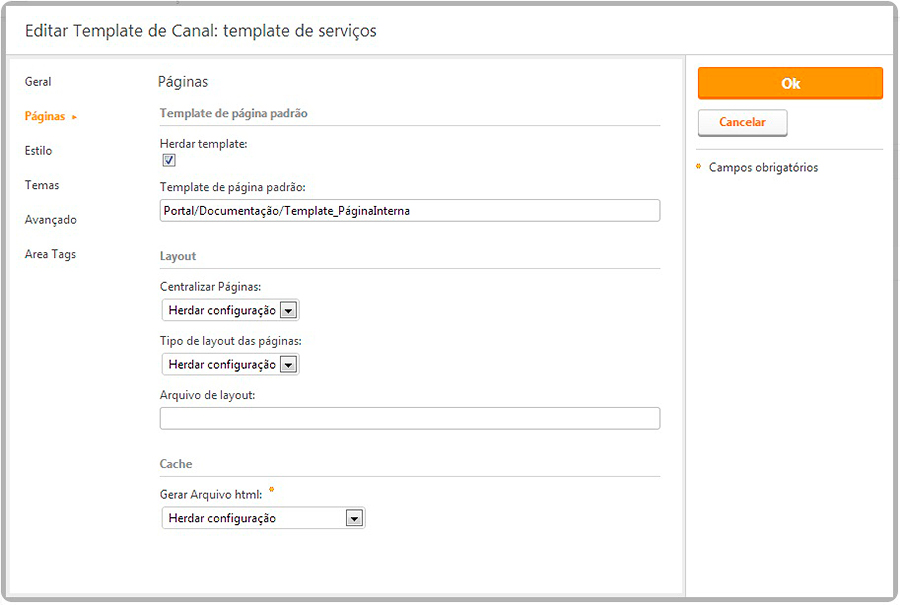 Editar Template de Canal: template de serviços
Geral
Páginas
Estilo
Temas
Avançado
Area Tags
Páginas
Template de página padrão
Herdar template:
Template de página padrão:
Portal/Documentação/Template_PáginaInterna
Layout
Centralizar Páginas:
Herdar configuração
Tipo de layout das páginas:
Herdar configuração
Arquivo de layout:
Cache
Gerar Arquivo html: *
Herdar configuração
Ok
Cancelar
* Campos obrigatórios